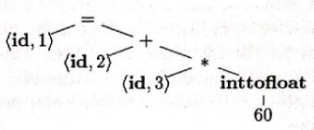 =
⟨id, 1⟩ +
⟨id, 2⟩ *
⟨id, 3⟩ inttofloat
60